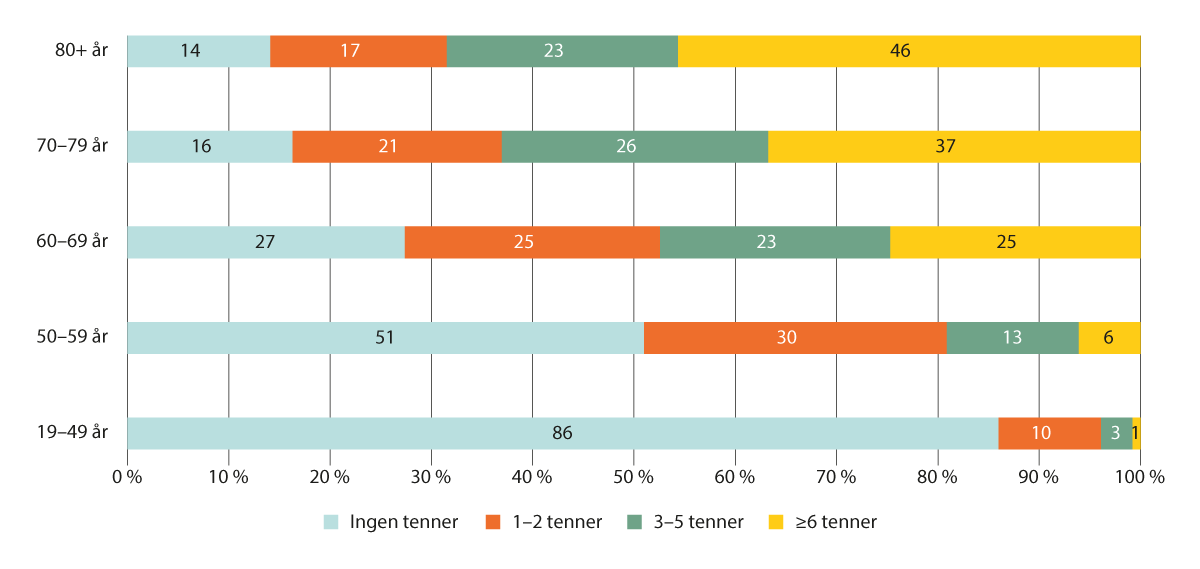 80+ år 14 17 23 46
70–79 år 16 21 26 37
60–69 år 27 25 23 25
50–59 år 51 30 13 6
19–49 år 86 10 3 1
0 % 10 % 20 % 30 % 40 % 50 % 60 % 70 % 80 % 90 % 100 %
Ingen tenner 1–2 tenner 3–5 tenner ≥6 tenner